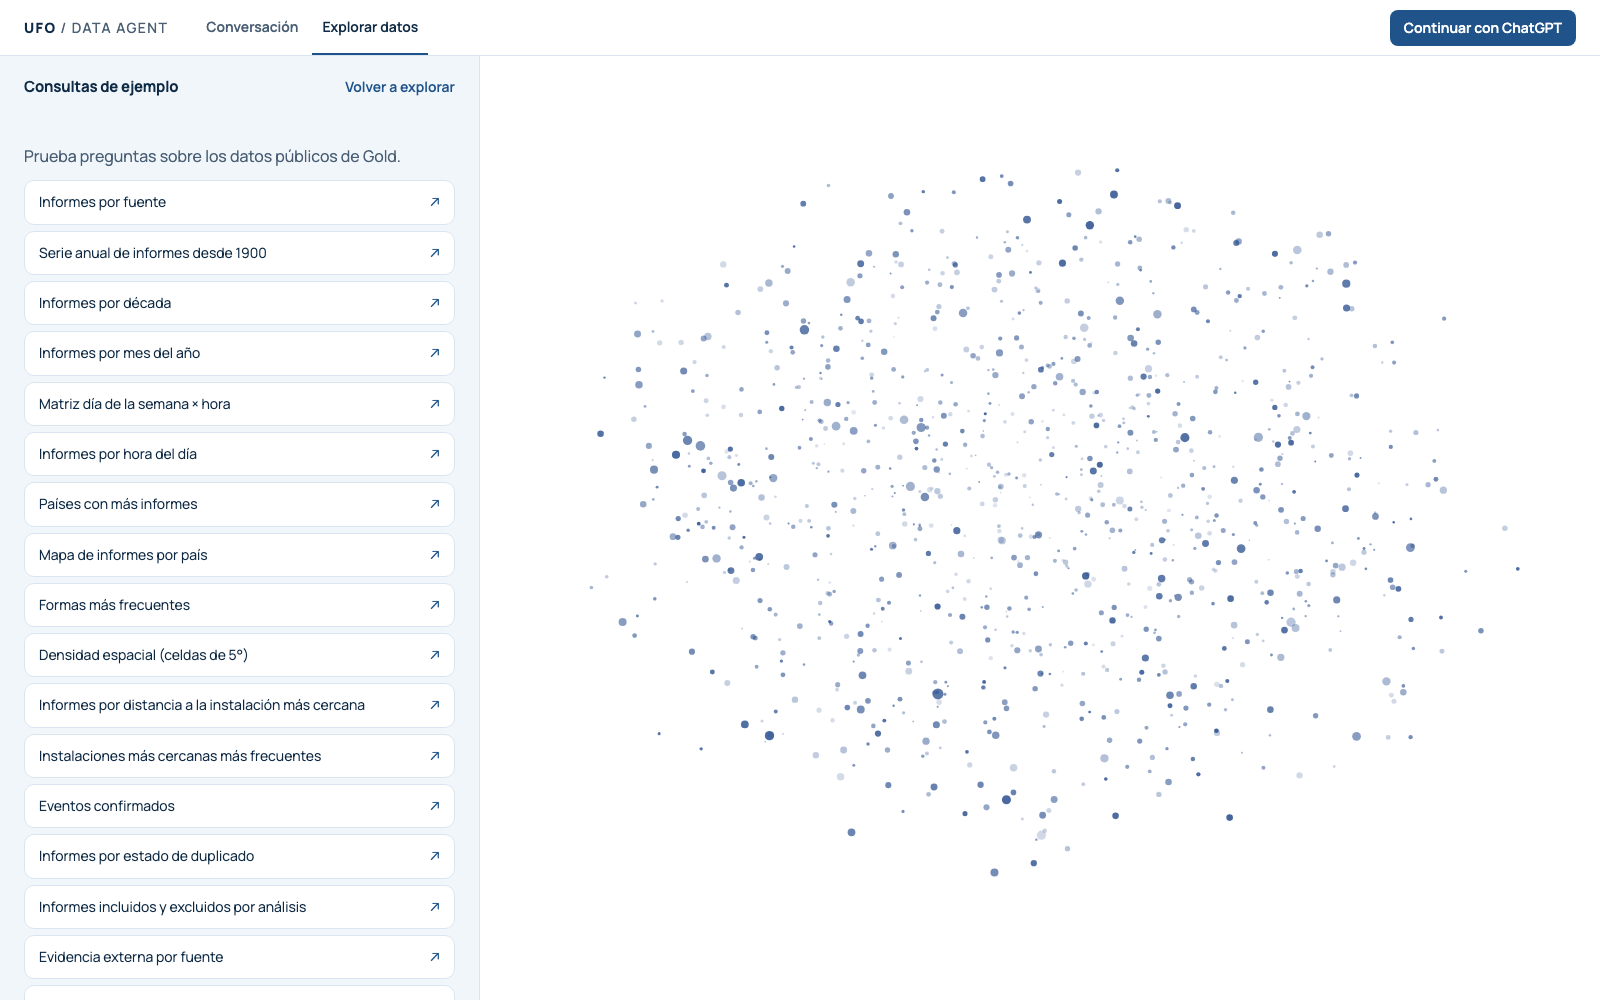 UFO / DATA AGENT
Conversación
Explorar datos
Continuar con ChatGPT
Consultas de ejemplo
Volver a explorar
Prueba preguntas sobre los datos públicos de Gold.
Informes por fuente
Serie anual de informes desde 1900
Informes por década
Informes por mes del año
Matriz día de la semana × hora
Informes por hora del día
Países con más informes
Mapa de informes por país
Formas más frecuentes
Densidad espacial (celdas de 5°)
Informes por distancia a la instalación más cercana
Instalaciones más cercanas más frecuentes
Eventos confirmados
Informes por estado de duplicado
Informes incluidos y excluidos por análisis
Evidencia externa por fuente